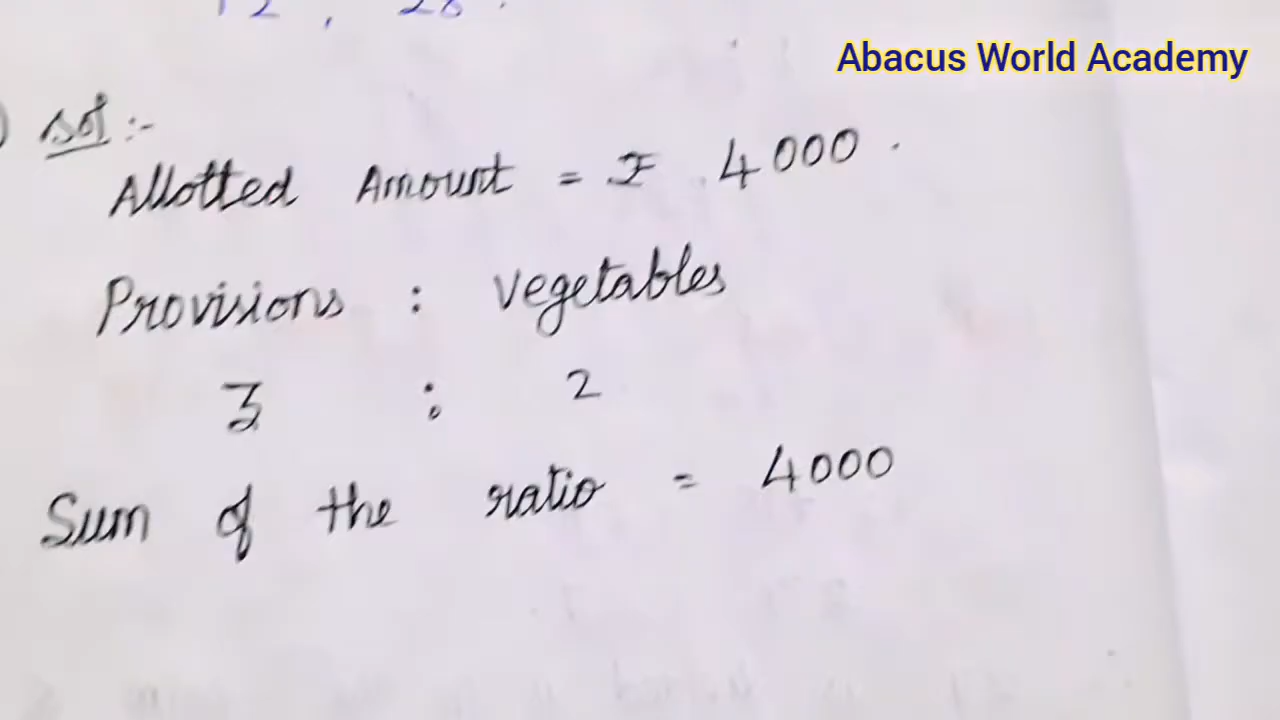 Abacus World Academy
Sol :-
Allotted Amount = ₹ 4000.
Provisions : vegetables
3 : 2
Sum of the ratio = 4000